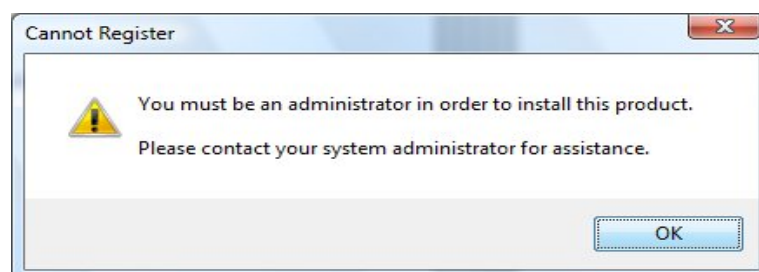 Cannot Register
You must be an administrator in order to install this product.
Please contact your system administrator for assistance.
OK